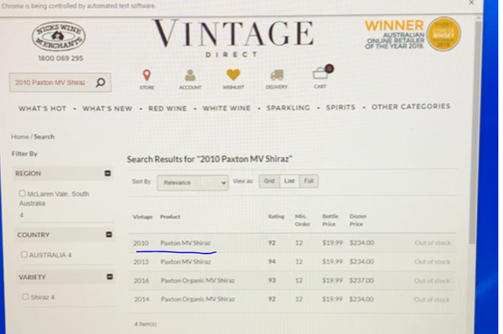 Chrome is being controlled by automated test software.
NICKS WINE
MERCHANTS
1800 069 295
VINTAGE
DIRECT
WINNER
AUSTRALIAN
ONLINE RETAILER
OF THE YEAR 2019.
2010 Paxton MV Shiraz
STORE
ACCOUNT
WISHLIST
DELIVERY
CART
WHAT'S HOT • WHAT'S NEW • RED WINE • WHITE WINE • SPARKLING • SPIRITS • OTHER CATEGORIES
Home / Search
Filter By
REGION
McLaren Vale, South
Australia
4
COUNTRY
AUSTRALIA 4
VARIETY
Shiraz 4
Search Results for "2010 Paxton MV Shiraz"
Sort By Relevance View as: Grid List Full
Vintage Product Rating Min. Order Bottle Price Dozen Price
2010 Paxton MV Shiraz 92 12 $19.99 $234.00 Out of stock
2013 Paxton MV Shiraz 94 12 $19.99 $234.00 Out of stock
2016 Paxton Organic MV Shiraz 93 12 $19.99 $237.00 Out of stock
2014 Paxton Organic MV Shiraz 92 12 $19.99 $234.00 Out of stock
4 Item(s)